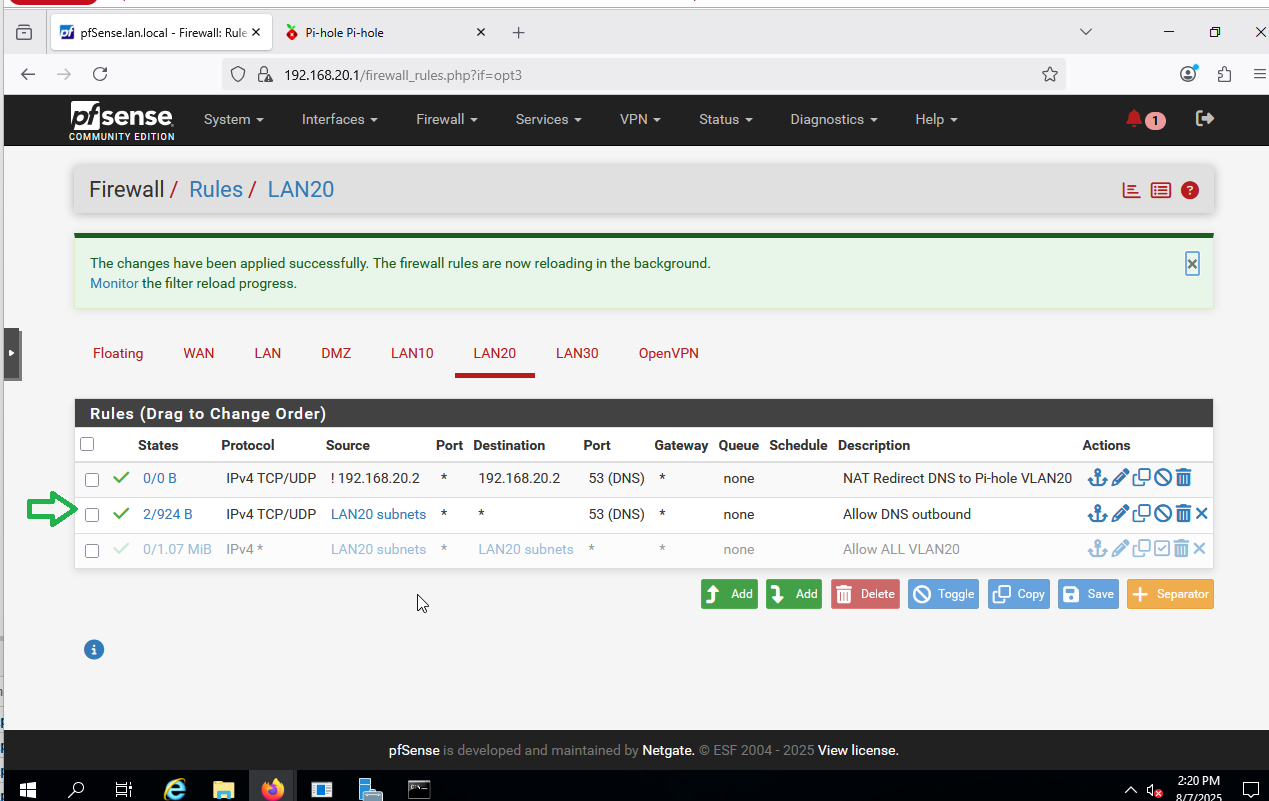 pfSense.lan.local - Firewall: Rule
Pi-hole Pi-hole
192.168.20.1/firewall_rules.php?if=opt3
pfsense
COMMUNITY EDITION
System
Interfaces
Firewall
Services
VPN
Status
Diagnostics
Help
1
Firewall / Rules / LAN20
The changes have been applied successfully. The firewall rules are now reloading in the background.
Monitor the filter reload progress.
Floating WAN LAN DMZ LAN10 LAN20 LAN30 OpenVPN
Rules (Drag to Change Order)
States Protocol Source Port Destination Port Gateway Queue Schedule Description Actions
0/0 B IPv4 TCP/UDP ! 192.168.20.2 * 192.168.20.2 53 (DNS) * none NAT Redirect DNS to Pi-hole VLAN20
2/924 B IPv4 TCP/UDP LAN20 subnets * * 53 (DNS) * none Allow DNS outbound
0/1.07 MiB IPv4 * LAN20 subnets * LAN20 subnets * * none Allow ALL VLAN20
Add Add Delete Toggle Copy Save Separator
pfSense is developed and maintained by Netgate. © ESF 2004 - 2025 View license.
2:20 PM
8/7/2025